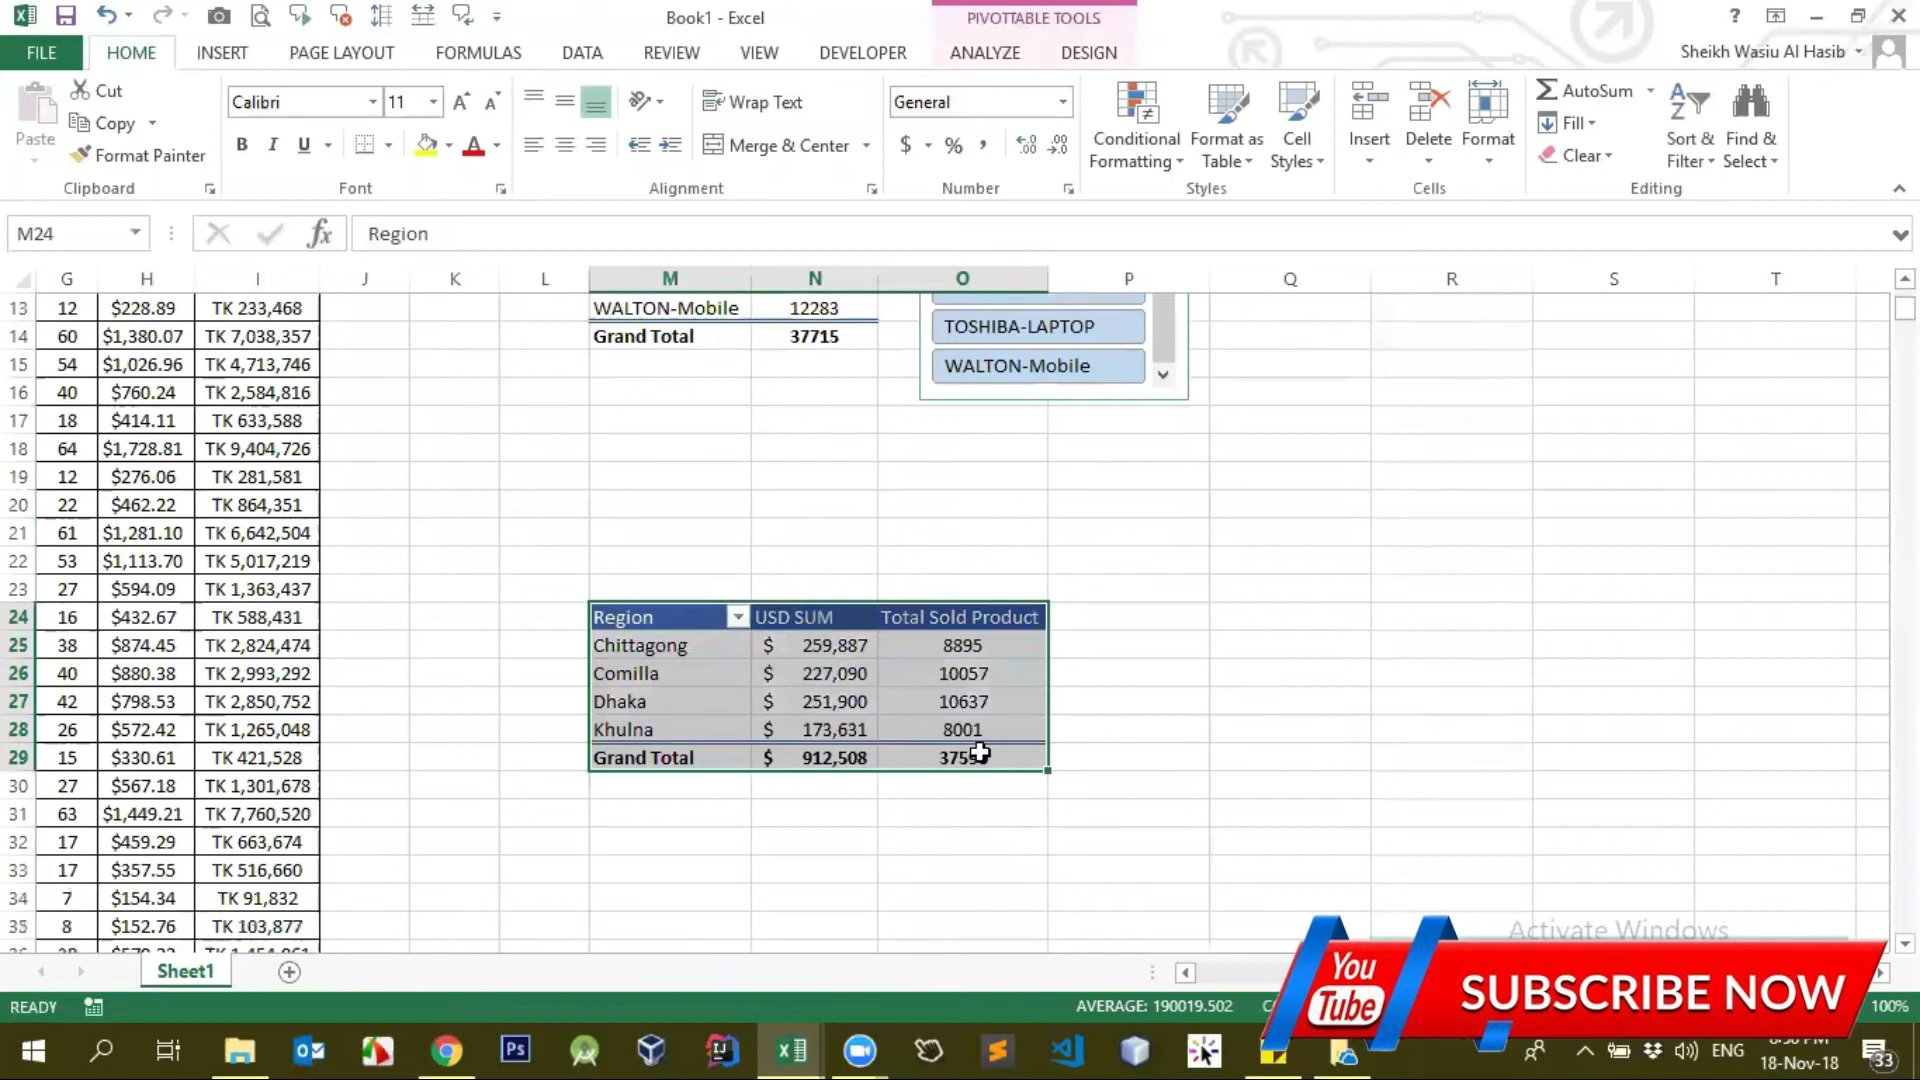 Book1 - Excel
PIVOTTABLE TOOLS
?
FILE HOME INSERT PAGE LAYOUT FORMULAS DATA REVIEW VIEW DEVELOPER ANALYZE DESIGN
Sheikh Wasiu Al Hasib
Paste
Cut
Copy
Format Painter
Clipboard
Calibri 11
B I U
Font
Wrap Text
Merge & Center
Alignment
General
$ % ,
Number
Conditional Formatting
Format as Table
Cell Styles
Styles
Insert
Delete
Format
Cells
AutoSum
Fill
Clear
Sort & Filter
Find & Select
Editing
M24 fx Region
G H I J K L M N O P Q R S T
13 12 $228.89 TK 233,468 WALTON-Mobile 12283
14 60 $1,380.07 TK 7,038,357 Grand Total 37715 TOSHIBA-LAPTOP
15 54 $1,026.96 TK 4,713,746 WALTON-Mobile
16 40 $760.24 TK 2,584,816
17 18 $414.11 TK 633,588
18 64 $1,728.81 TK 9,404,726
19 12 $276.06 TK 281,581
20 22 $462.22 TK 864,351
21 61 $1,281.10 TK 6,642,504
22 53 $1,113.70 TK 5,017,219
23 27 $594.09 TK 1,363,437
24 16 $432.67 TK 588,431 Region USD SUM Total Sold Product
25 38 $874.45 TK 2,824,474 Chittagong $ 259,887 8895
26 40 $880.38 TK 2,993,292 Comilla $ 227,090 10057
27 42 $798.53 TK 2,850,752 Dhaka $ 251,900 10637
28 26 $572.42 TK 1,265,048 Khulna $ 173,631 8001
29 15 $330.61 TK 421,528 Grand Total $ 912,508
30 27 $567.18 TK 1,301,678
31 63 $1,449.21 TK 7,760,520
32 17 $459.29 TK 663,674
33 17 $357.55 TK 516,660
34 7 $154.34 TK 91,832
35 8 $152.76 TK 103,877
Activate Windows
Sheet1
You Tube SUBSCRIBE NOW
READY AVERAGE: 190019.502 100%
Ps
IJ
ENG
18-Nov-18
33